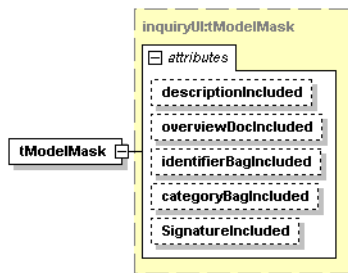 inquiryUI:tModelMask
attributes
descriptionIncluded
overviewDocIncluded
tModelMask
identifierBagIncluded
categoryBagIncluded
SignatureIncluded